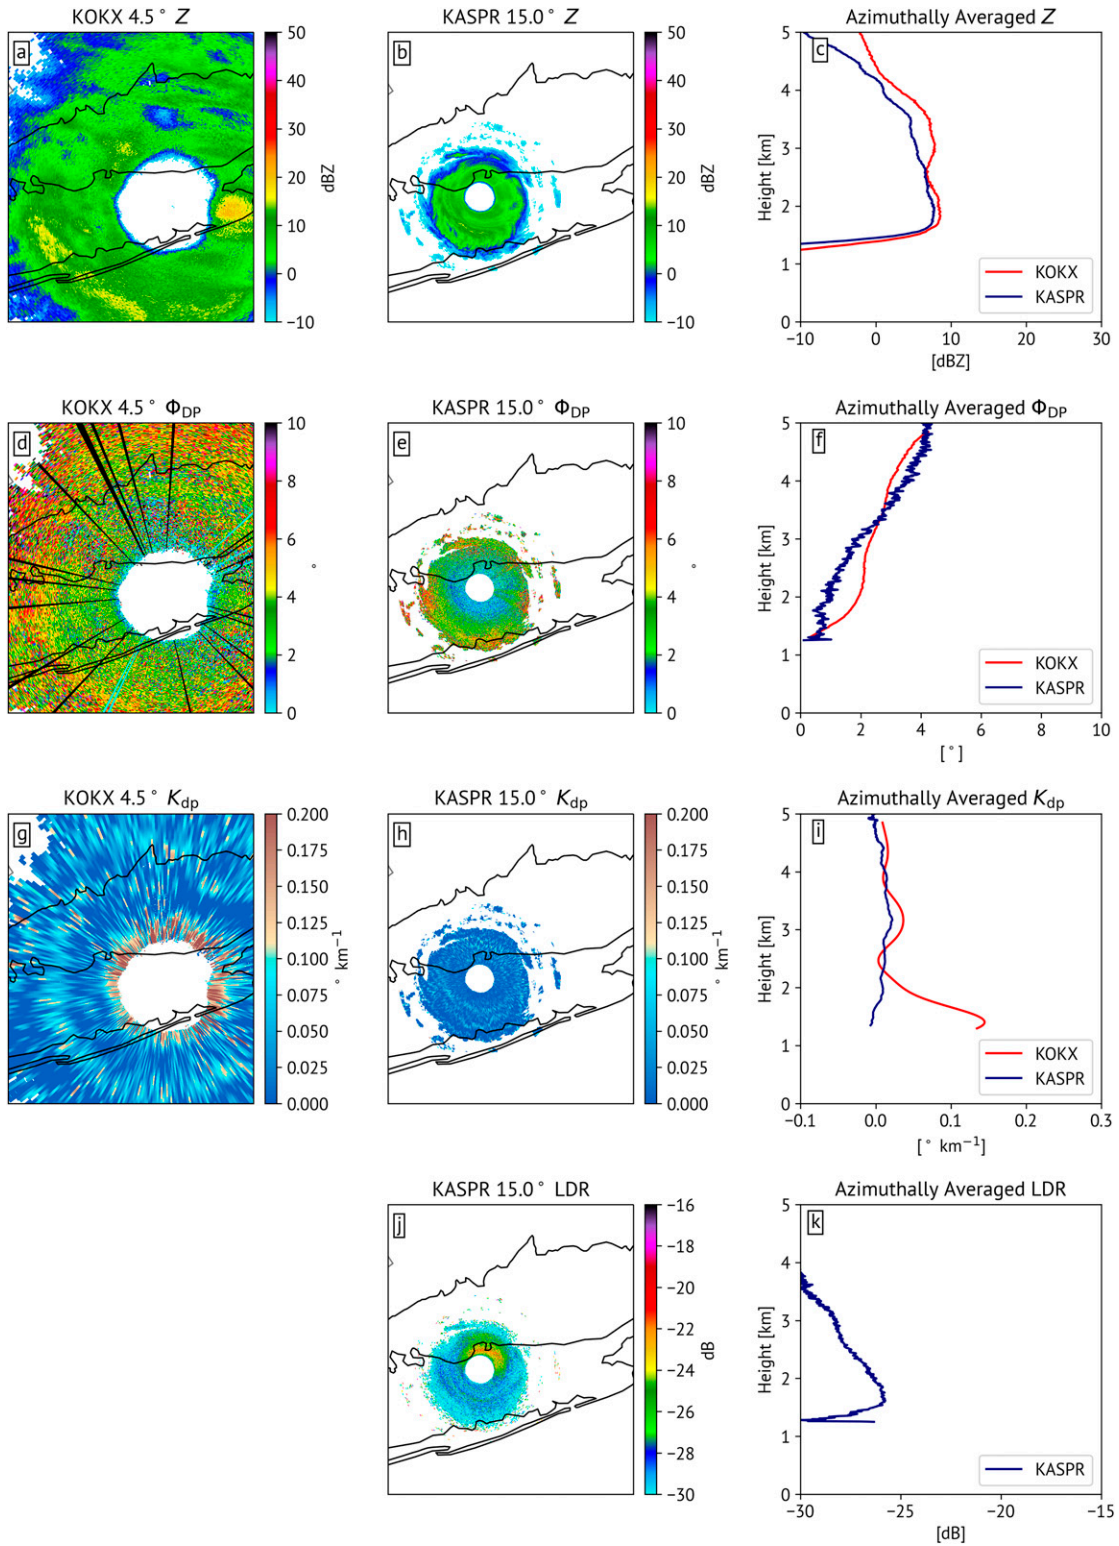 KOKX 4.5° Z
KASPR 15.0° Z
Azimuthally Averaged Z
a
50
40
30
20
10
0
−10
dBZ
b
50
40
30
20
10
0
−10
dBZ
c
5
4
3
2
1
0
Height [km]
KOKX
KASPR
−10 0 10 20 30
[dBZ]
KOKX 4.5° ΦDP
KASPR 15.0° ΦDP
Azimuthally Averaged ΦDP
d
10
8
6
4
2
0
°
e
10
8
6
4
2
0
°
f
5
4
3
2
1
0
Height [km]
KOKX
KASPR
0 2 4 6 8 10
[°]
KOKX 4.5° Kdp
KASPR 15.0° Kdp
Azimuthally Averaged Kdp
g
0.200
0.175
0.150
0.125
0.100
0.075
0.050
0.025
0.000
° km−1
h
0.200
0.175
0.150
0.125
0.100
0.075
0.050
0.025
0.000
° km−1
i
5
4
3
2
1
0
Height [km]
KOKX
KASPR
−0.1 0.0 0.1 0.2 0.3
[° km−1]
KASPR 15.0° LDR
Azimuthally Averaged LDR
j
−16
−18
−20
−22
−24
−26
−28
−30
dB
k
5
4
3
2
1
0
Height [km]
KASPR
−30 −25 −20 −15
[dB]